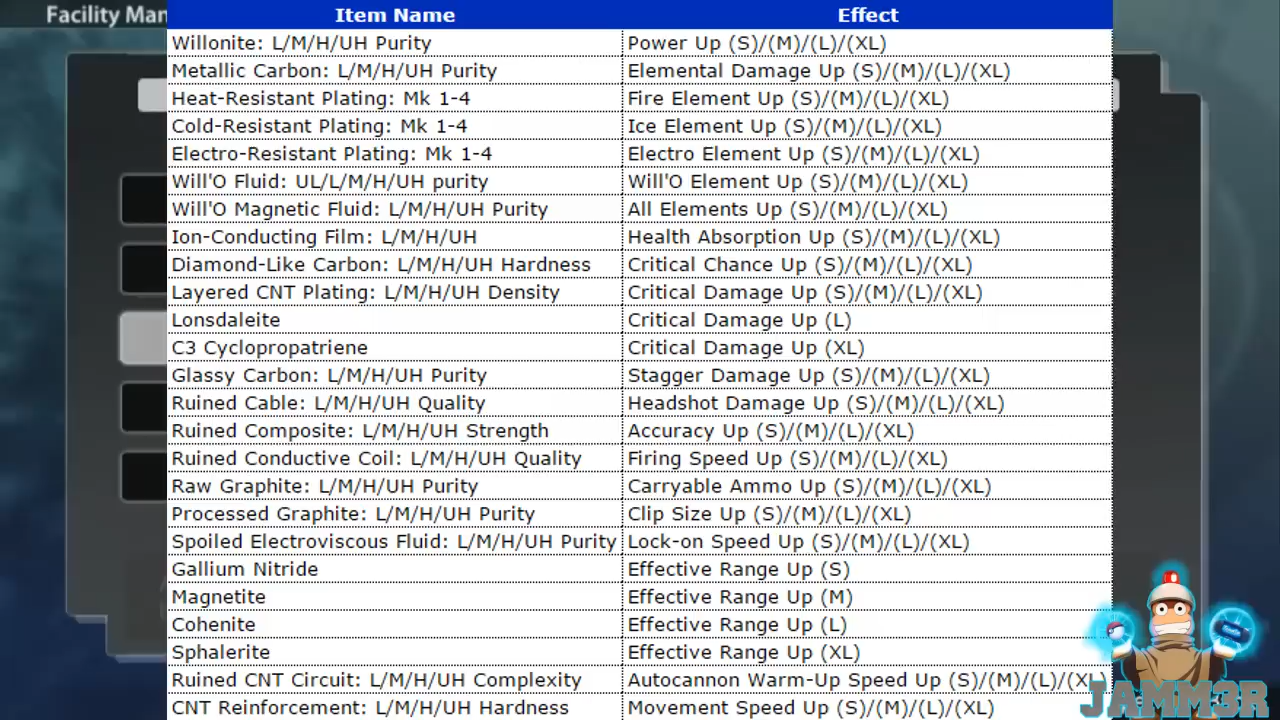 Facility Man
Item Name Effect
Willonite: L/M/H/UH Purity Power Up (S)/(M)/(L)/(XL)
Metallic Carbon: L/M/H/UH Purity Elemental Damage Up (S)/(M)/(L)/(XL)
Heat-Resistant Plating: Mk 1-4 Fire Element Up (S)/(M)/(L)/(XL)
Cold-Resistant Plating: Mk 1-4 Ice Element Up (S)/(M)/(L)/(XL)
Electro-Resistant Plating: Mk 1-4 Electro Element Up (S)/(M)/(L)/(XL)
Will'O Fluid: UL/L/M/H/UH purity Will'O Element Up (S)/(M)/(L)/(XL)
Will'O Magnetic Fluid: L/M/H/UH Purity All Elements Up (S)/(M)/(L)/(XL)
Ion-Conducting Film: L/M/H/UH Health Absorption Up (S)/(M)/(L)/(XL)
Diamond-Like Carbon: L/M/H/UH Hardness Critical Chance Up (S)/(M)/(L)/(XL)
Layered CNT Plating: L/M/H/UH Density Critical Damage Up (S)/(M)/(L)/(XL)
Lonsdaleite Critical Damage Up (L)
C3 Cyclopropatriene Critical Damage Up (XL)
Glassy Carbon: L/M/H/UH Purity Stagger Damage Up (S)/(M)/(L)/(XL)
Ruined Cable: L/M/H/UH Quality Headshot Damage Up (S)/(M)/(L)/(XL)
Ruined Composite: L/M/H/UH Strength Accuracy Up (S)/(M)/(L)/(XL)
Ruined Conductive Coil: L/M/H/UH Quality Firing Speed Up (S)/(M)/(L)/(XL)
Raw Graphite: L/M/H/UH Purity Carryable Ammo Up (S)/(M)/(L)/(XL)
Processed Graphite: L/M/H/UH Purity Clip Size Up (S)/(M)/(L)/(XL)
Spoiled Electroviscous Fluid: L/M/H/UH Purity Lock-on Speed Up (S)/(M)/(L)/(XL)
Gallium Nitride Effective Range Up (S)
Magnetite Effective Range Up (M)
Cohenite Effective Range Up (L)
Sphalerite Effective Range Up (XL)
Ruined CNT Circuit: L/M/H/UH Complexity Autocannon Warm-Up Speed Up (S)/(M)/(L)/(XL
CNT Reinforcement: L/M/H/UH Hardness Movement Speed Up (S)/(M)/(L)/(XL)
JAMM3R